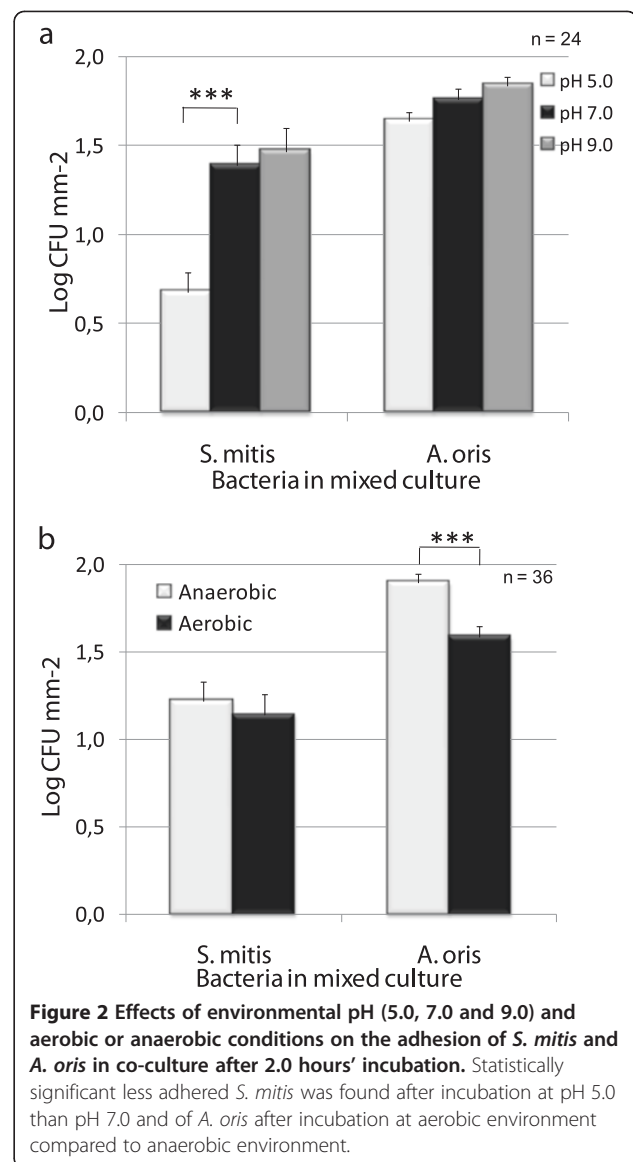 a
n = 24
2,0
1,5
1,0
0,5
0,0
Log CFU mm-2
***
pH 5.0
pH 7.0
pH 9.0
S. mitis
A. oris
Bacteria in mixed culture
b
2,0
1,5
1,0
0,5
0,0
Log CFU mm-2
***
n = 36
Anaerobic
Aerobic
S. mitis
A. oris
Bacteria in mixed culture
Figure 2 Effects of environmental pH (5.0, 7.0 and 9.0) and
aerobic or anaerobic conditions on the adhesion of S. mitis and
A. oris in co-culture after 2.0 hours' incubation. Statistically
significant less adhered S. mitis was found after incubation at pH 5.0
than pH 7.0 and of A. oris after incubation at aerobic environment
compared to anaerobic environment.